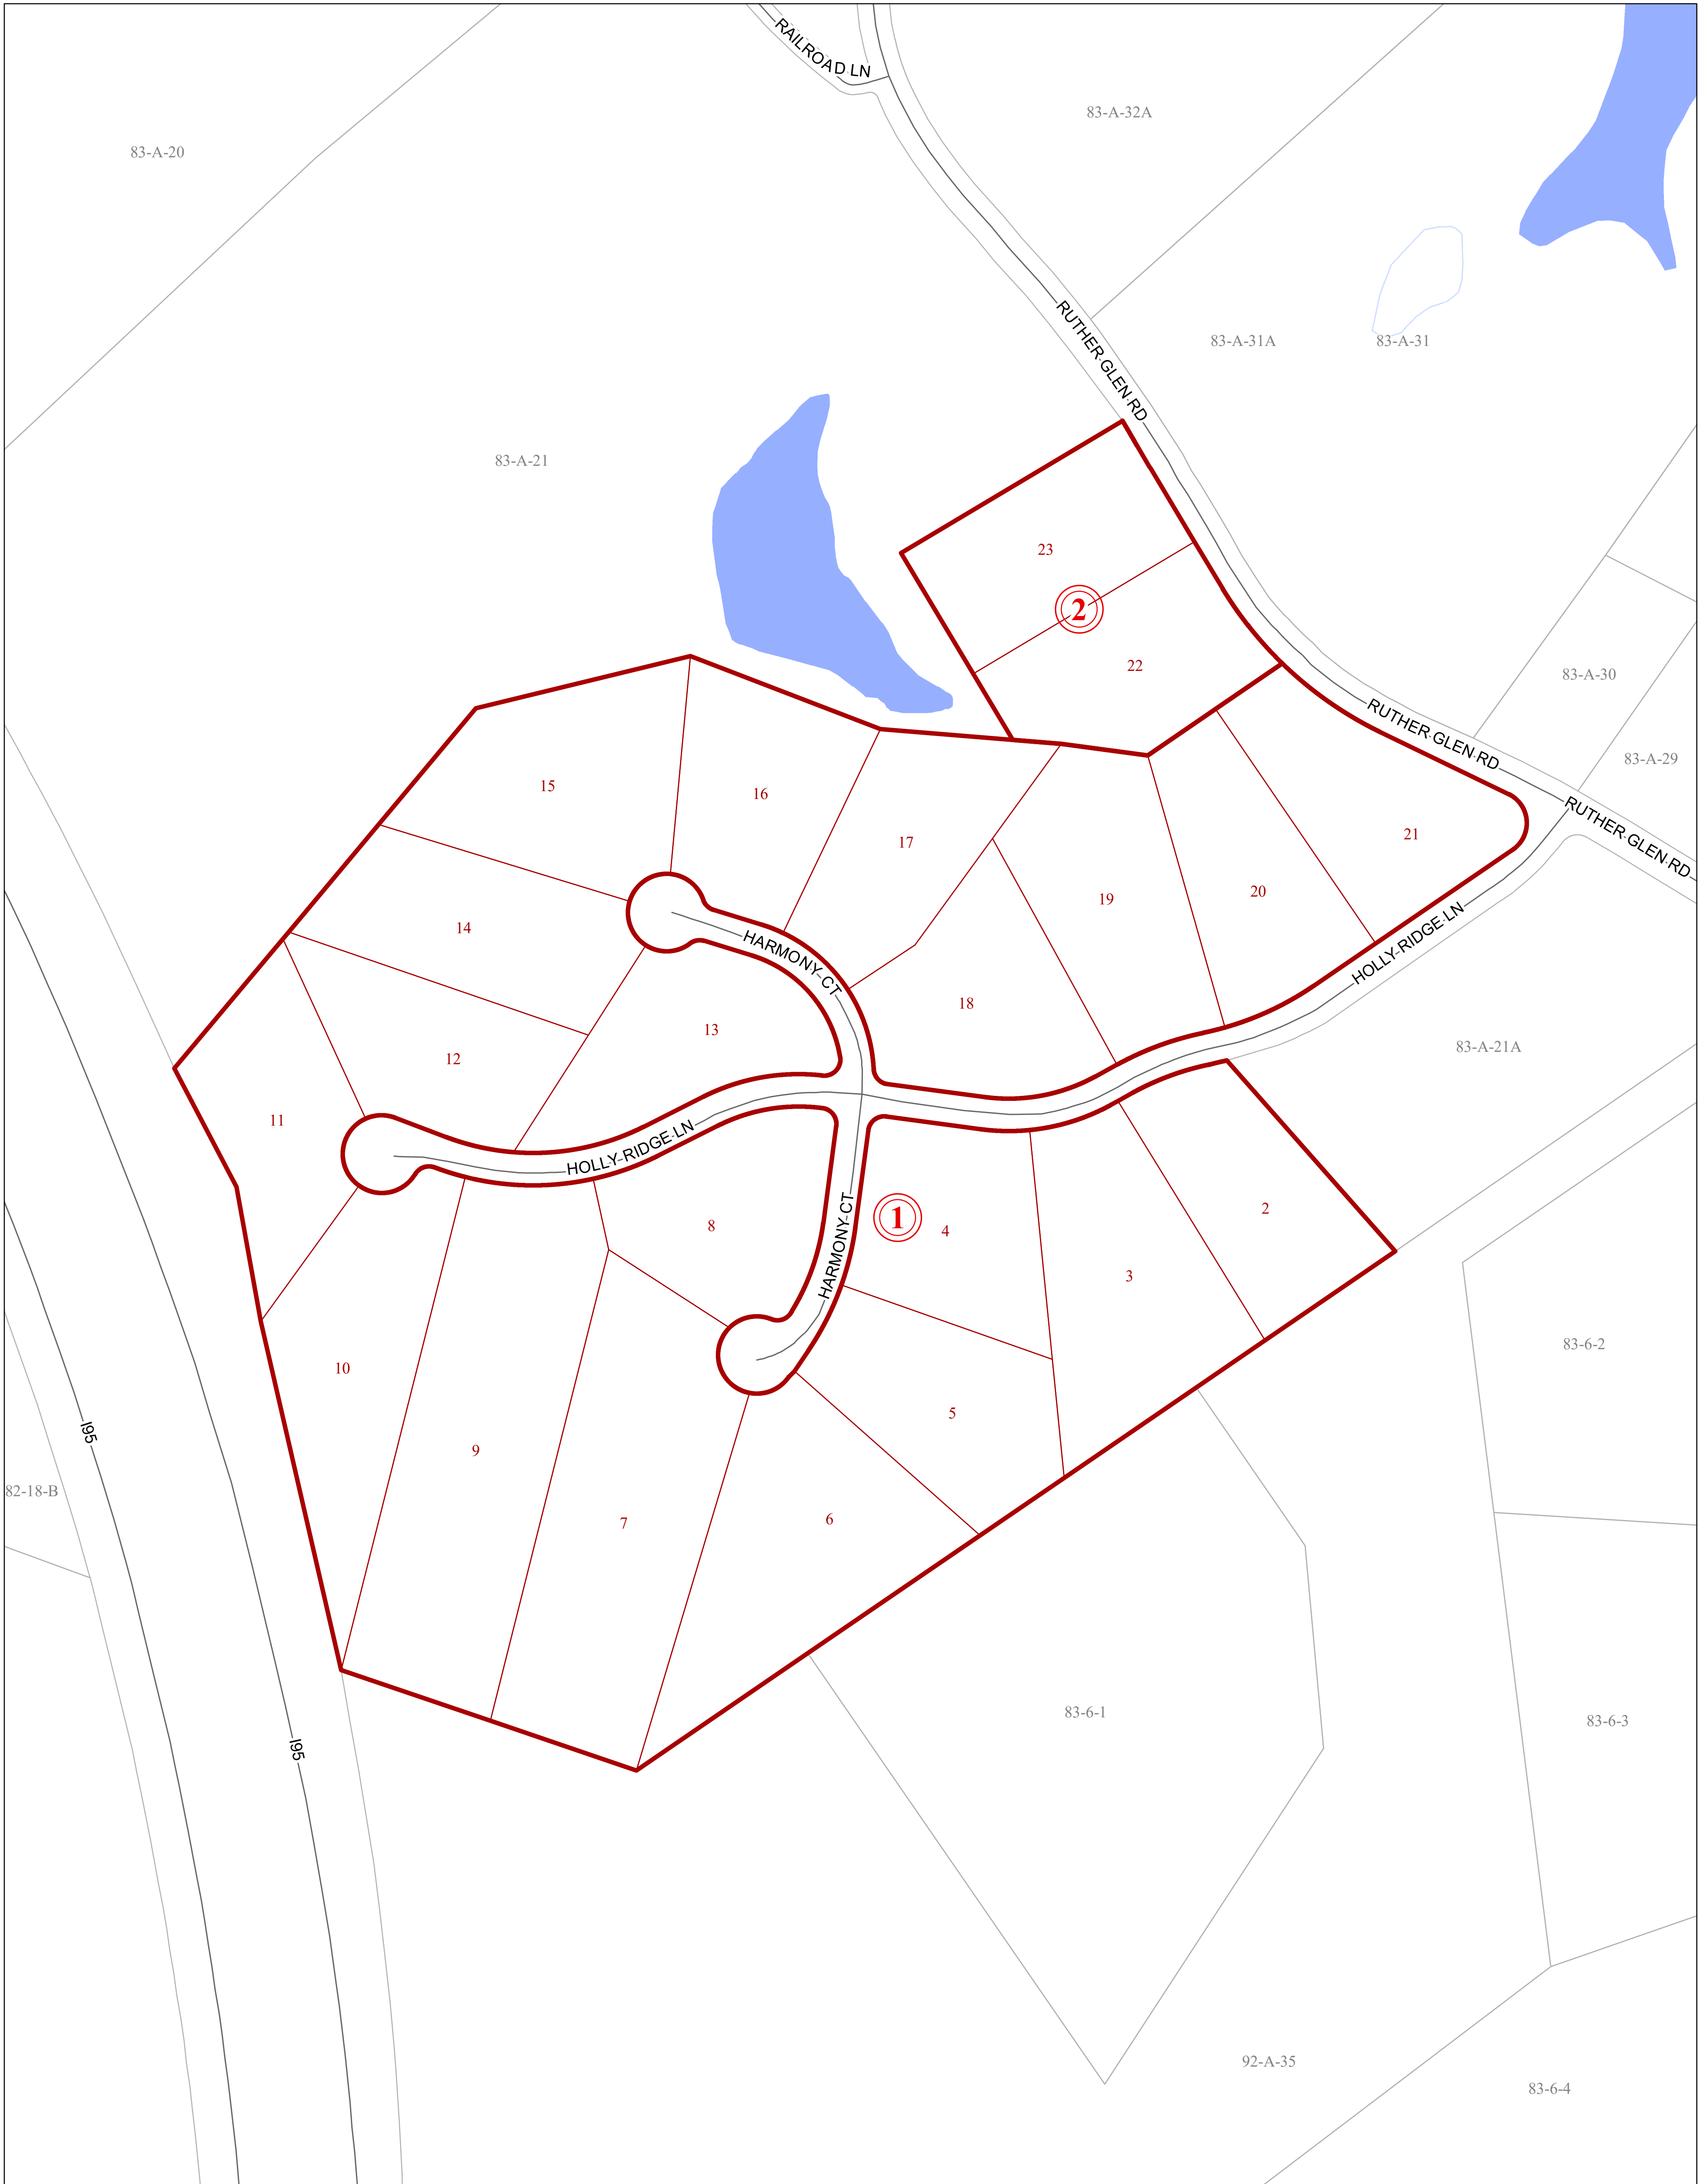 RAILROAD LN
83-A-32A
83-A-20
RUTHER GLEN RD
83-A-31A
83-A-31
83-A-21
23
2
22
83-A-30
RUTHER GLEN RD
83-A-29
15
16
RUTHER GLEN RD
17
21
20
19
14
HOLLY RIDGE LN
HARMONY CT
18
13
83-A-21A
12
11
HOLLY RIDGE LN
2
1
8
4
HARMONY CT
3
83-6-2
10
5
I95
9
82-18-B
6
7
83-6-1
83-6-3
I95
92-A-35
83-6-4